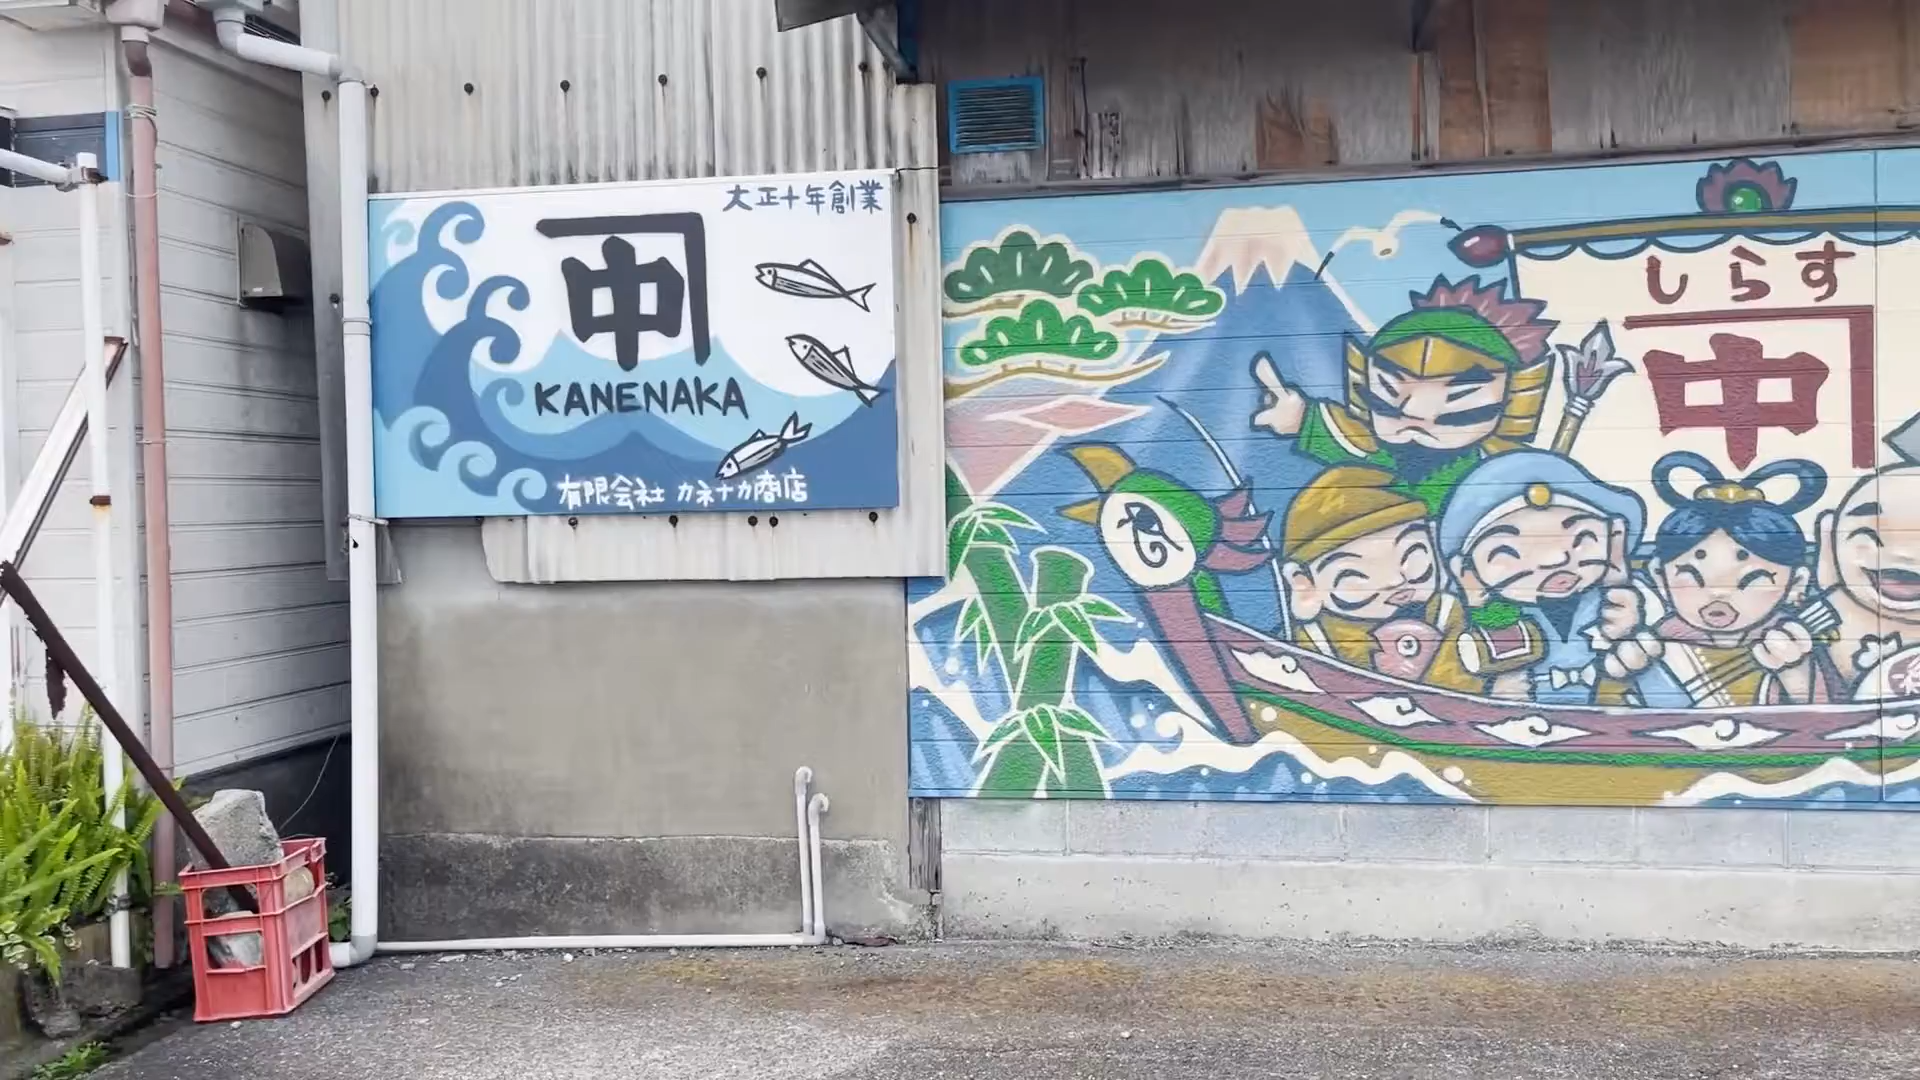 大正十年創業
中
KANENAKA
有限会社 カネナカ商店
しらす
中